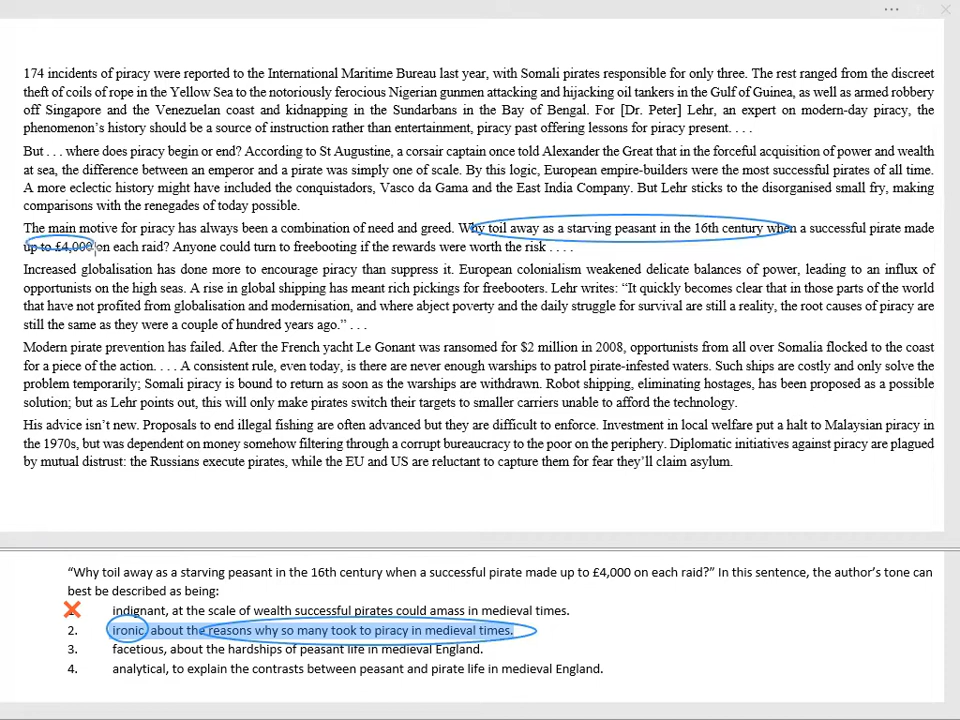 174 incidents of piracy were reported to the International Maritime Bureau last year, with Somali pirates responsible for only three. The rest ranged from the discreet
theft of coils of rope in the Yellow Sea to the notoriously ferocious Nigerian gunmen attacking and hijacking oil tankers in the Gulf of Guinea, as well as armed robbery
off Singapore and the Venezuelan coast and kidnapping in the Sundarbans in the Bay of Bengal. For [Dr. Peter] Lehr, an expert on modern-day piracy, the
phenomenon’s history should be a source of instruction rather than entertainment, piracy past offering lessons for piracy present. . . .
But . . . where does piracy begin or end? According to St Augustine, a corsair captain once told Alexander the Great that in the forceful acquisition of power and wealth
at sea, the difference between an emperor and a pirate was simply one of scale. By this logic, European empire-builders were the most successful pirates of all time.
A more eclectic history might have included the conquistadors, Vasco da Gama and the East India Company. But Lehr sticks to the disorganised small fry, making
comparisons with the renegades of today possible.
The main motive for piracy has always been a combination of need and greed. Why toil away as a starving peasant in the 16th century when a successful pirate made
up to £4,000 on each raid? Anyone could turn to freebooting if the rewards were worth the risk . . . .
Increased globalisation has done more to encourage piracy than suppress it. European colonialism weakened delicate balances of power, leading to an influx of
opportunists on the high seas. A rise in global shipping has meant rich pickings for freebooters. Lehr writes: “It quickly becomes clear that in those parts of the world
that have not profited from globalisation and modernisation, and where abject poverty and the daily struggle for survival are still a reality, the root causes of piracy are
still the same as they were a couple of hundred years ago.” . . .
Modern pirate prevention has failed. After the French yacht Le Gonant was ransomed for $2 million in 2008, opportunists from all over Somalia flocked to the coast
for a piece of the action. . . . A consistent rule, even today, is there are never enough warships to patrol pirate-infested waters. Such ships are costly and only solve the
problem temporarily; Somali piracy is bound to return as soon as the warships are withdrawn. Robot shipping, eliminating hostages, has been proposed as a possible
solution; but as Lehr points out, this will only make pirates switch their targets to smaller carriers unable to afford the technology.
His advice isn’t new. Proposals to end illegal fishing are often advanced but they are difficult to enforce. Investment in local welfare put a halt to Malaysian piracy in
the 1970s, but was dependent on money somehow filtering through a corrupt bureaucracy to the poor on the periphery. Diplomatic initiatives against piracy are plagued
by mutual distrust: the Russians execute pirates, while the EU and US are reluctant to capture them for fear they’ll claim asylum.
“Why toil away as a starving peasant in the 16th century when a successful pirate made up to £4,000 on each raid?” In this sentence, the author’s tone can
best be described as being:
indignant, at the scale of wealth successful pirates could amass in medieval times.
2. ironic, about the reasons why so many took to piracy in medieval times.
3. facetious, about the hardships of peasant life in medieval England.
4. analytical, to explain the contrasts between peasant and pirate life in medieval England.